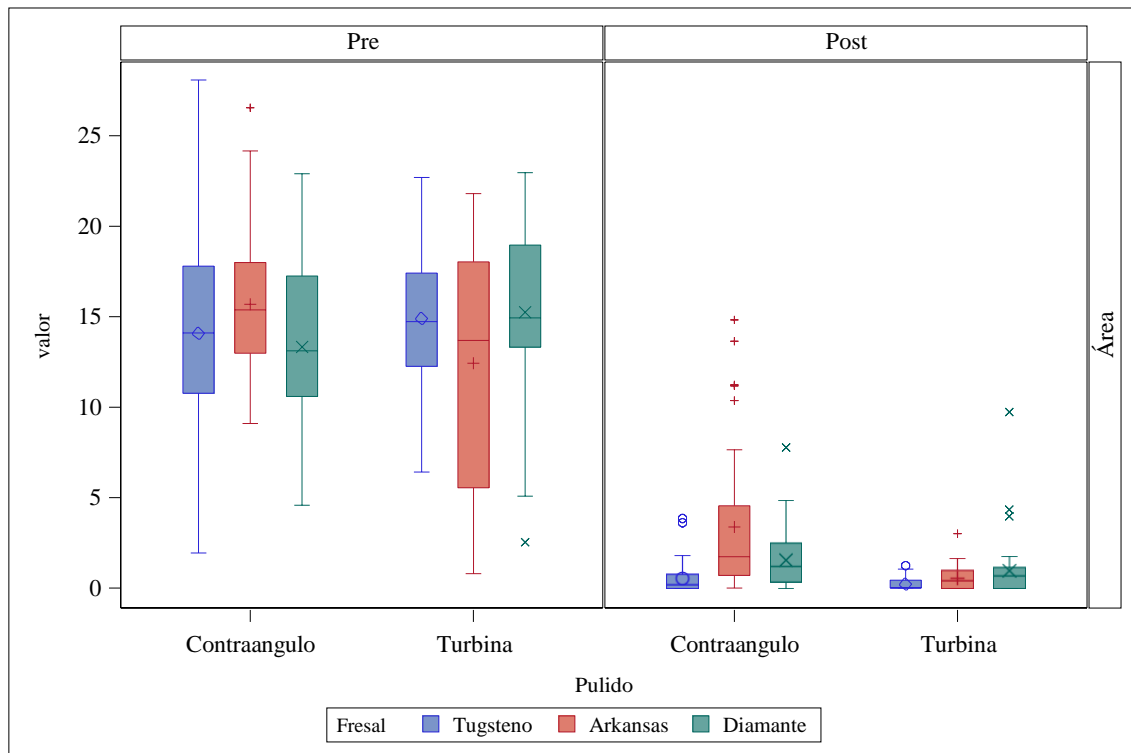 Pre Post
25
20
15
10
5
0
valor
Área
Contraangulo Turbina Contraangulo Turbina
Pulido
Fresal Tugsteno Arkansas Diamante